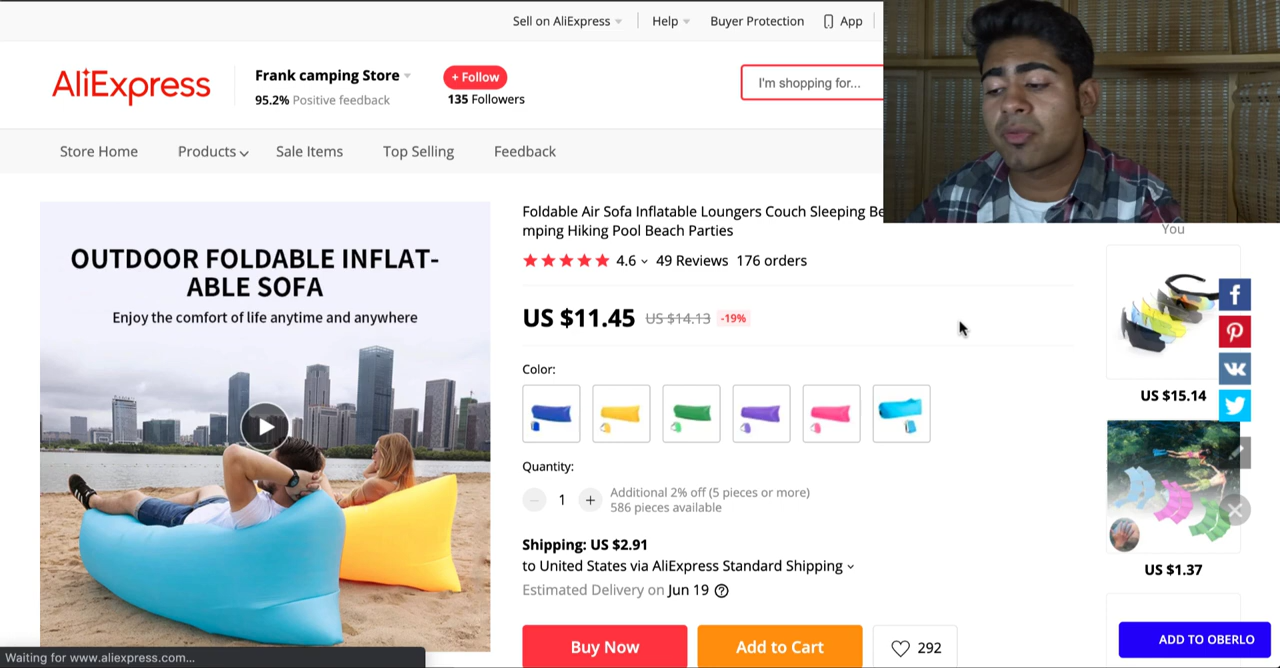 Sell on AliExpress
Help
Buyer Protection
App
AliExpress
Frank camping Store
+ Follow
95.2% Positive feedback
135 Followers
I'm shopping for...
Store Home
Products
Sale Items
Top Selling
Feedback
OUTDOOR FOLDABLE INFLAT-
ABLE SOFA
Enjoy the comfort of life anytime and anywhere
Foldable Air Sofa Inflatable Loungers Couch Sleeping Be
mping Hiking Pool Beach Parties
4.6
49 Reviews
176 orders
US $11.45
US $14.13
-19%
Color:
Quantity:
1
+
Additional 2% off (5 pieces or more)
586 pieces available
Shipping: US $2.91
to United States via AliExpress Standard Shipping
Estimated Delivery on Jun 19
Buy Now
Add to Cart
292
You
US $15.14
US $1.37
ADD TO OBERLO
Waiting for www.aliexpress.com...